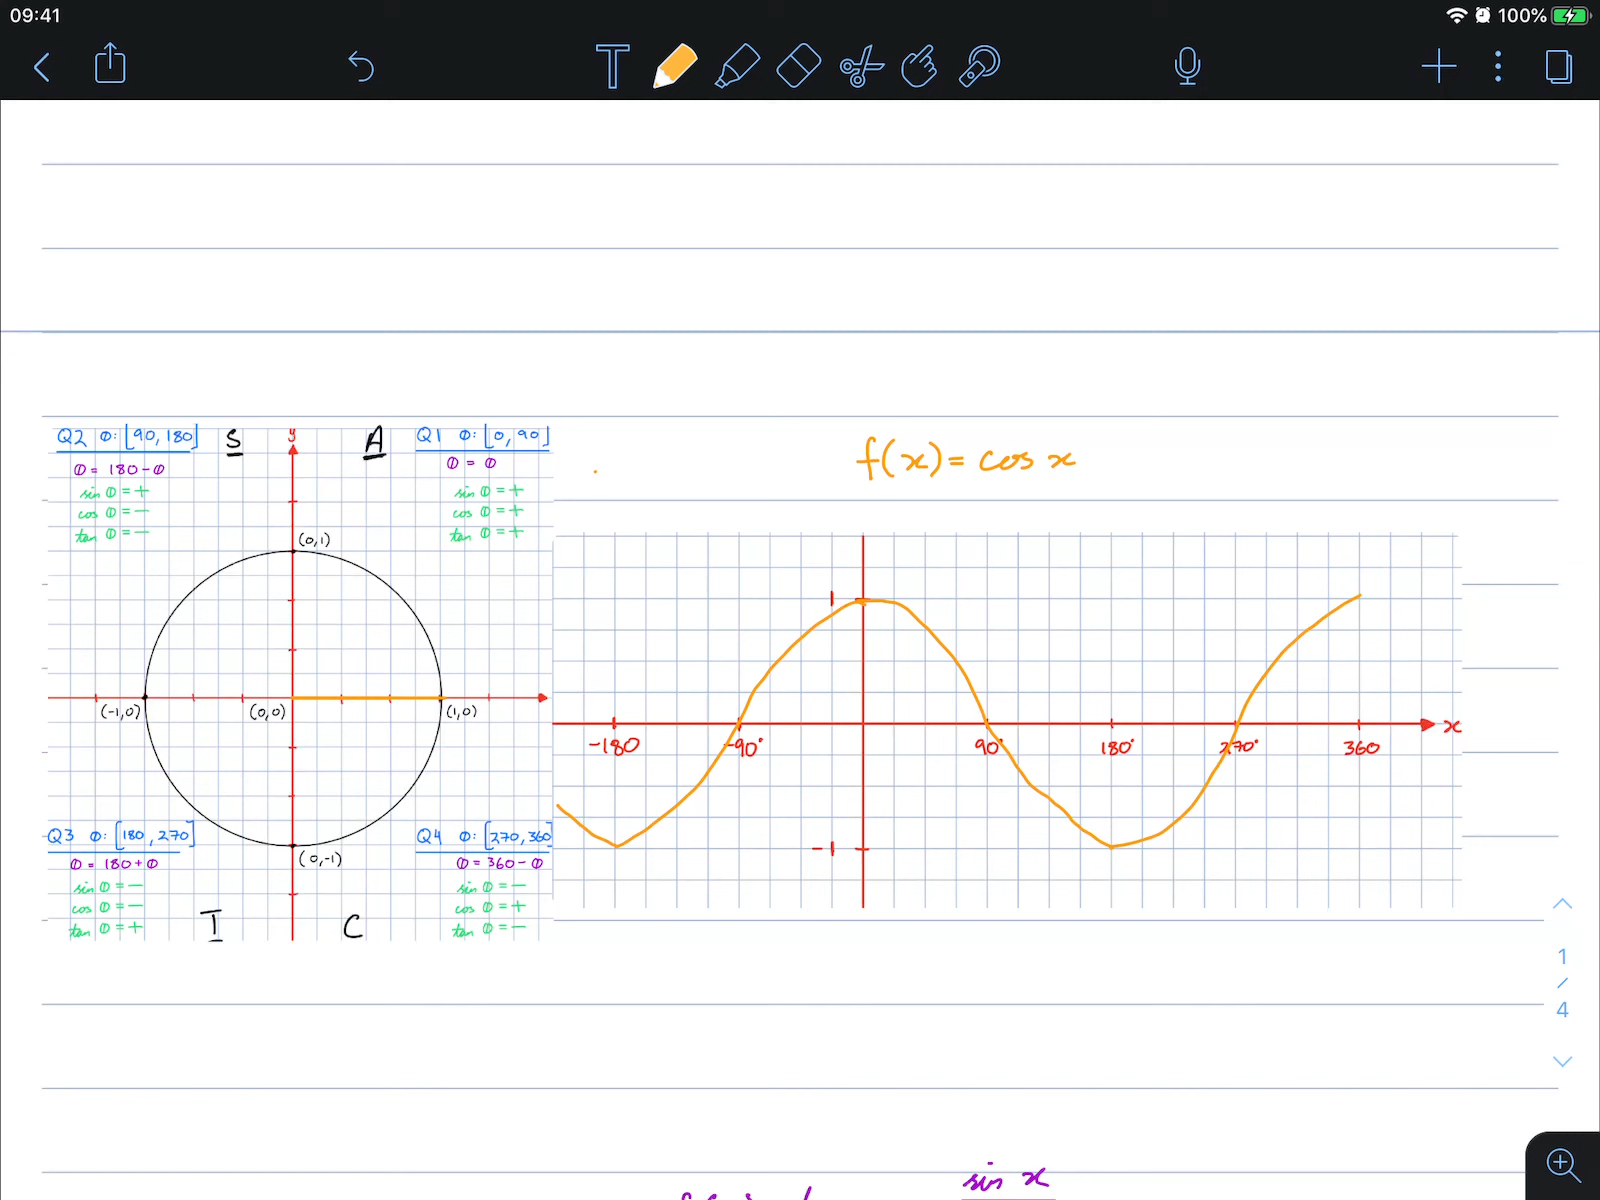 09:41
100%
T
Q2 θ: [90, 180]
S
y
A
Q1 θ: [0, 90]
θ = 180-θ
sin θ = +
cos θ = -
tan θ = -
θ = θ
sin θ = +
cos θ = +
tan θ = +
(0,1)
(-1,0)
(0,0)
(1,0)
(0,-1)
Q3 θ: [180, 270]
θ = 180+θ
sin θ = -
cos θ = -
tan θ = +
T
C
Q4 θ: [270, 360]
θ = 360-θ
sin θ = -
cos θ = +
tan θ = -
f(x) = cos x
1
-180
-90°
90°
180°
270°
360
x
-1
1
/
4
sin x